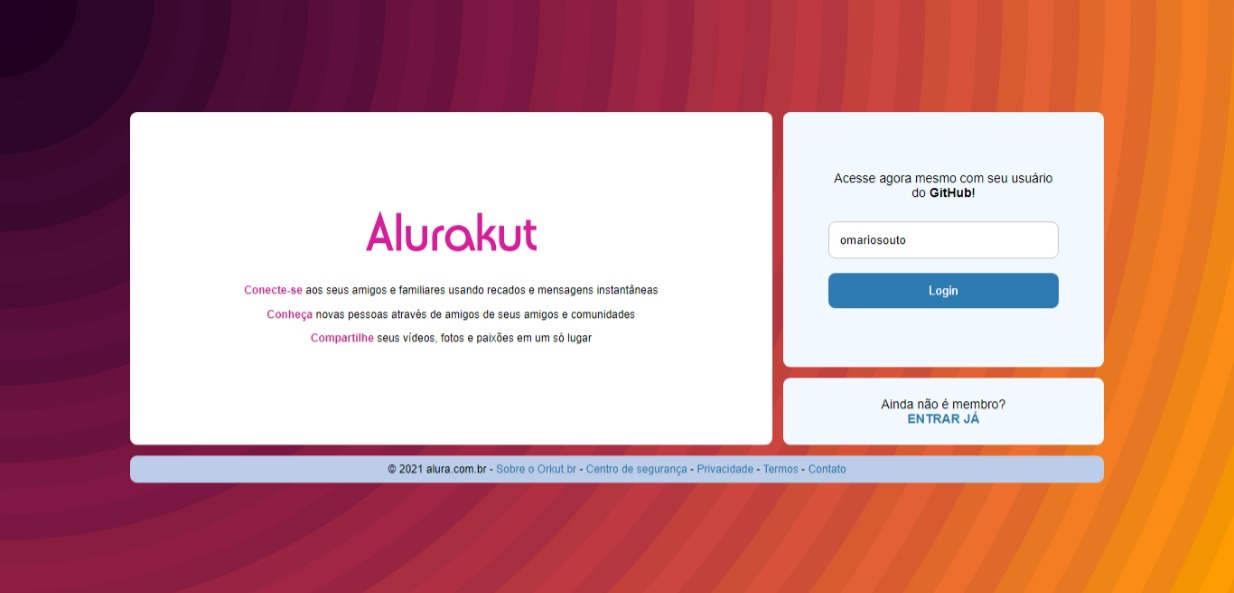 Alurakut
Conecte-se aos seus amigos e familiares usando recados e mensagens instantâneas
Conheça novas pessoas através de amigos de seus amigos e comunidades
Compartilhe seus vídeos, fotos e paixões em um só lugar
Acesse agora mesmo com seu usuário
do GitHub!
omariosouto
Login
Ainda não é membro?
ENTRAR JÁ
© 2021 alura.com.br - Sobre o Orkut.br - Centro de segurança - Privacidade - Termos - Contato